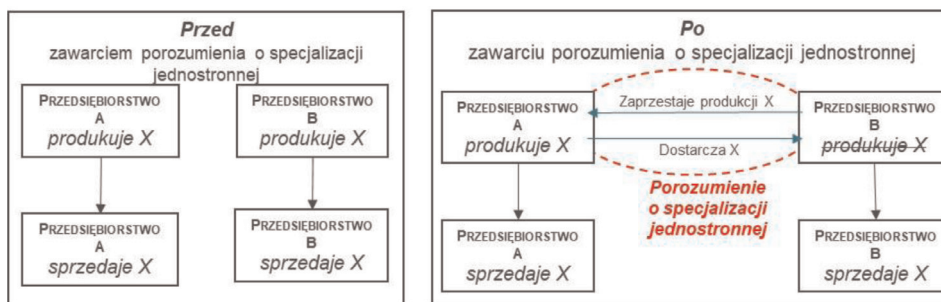 Przed
zawarciem porozumienia o specjalizacji
jednostronnej
PRZEDSIĘBIORSTWO
A
produkuje X
PRZEDSIĘBIORSTWO
B
produkuje X
PRZEDSIĘBIORSTWO
A
sprzedaje X
PRZEDSIĘBIORSTWO
B
sprzedaje X
Po
zawarciu porozumienia o specjalizacji jednostronnej
PRZEDSIĘBIORSTWO
A
produkuje X
Zaprzestaje produkcji X
Dostarcza X
PRZEDSIĘBIORSTWO
B
produkuje X
Porozumienie
o specjalizacji
jednostronnej
PRZEDSIĘBIORSTWO
A
sprzedaje X
PRZEDSIĘBIORSTWO
B
sprzedaje X